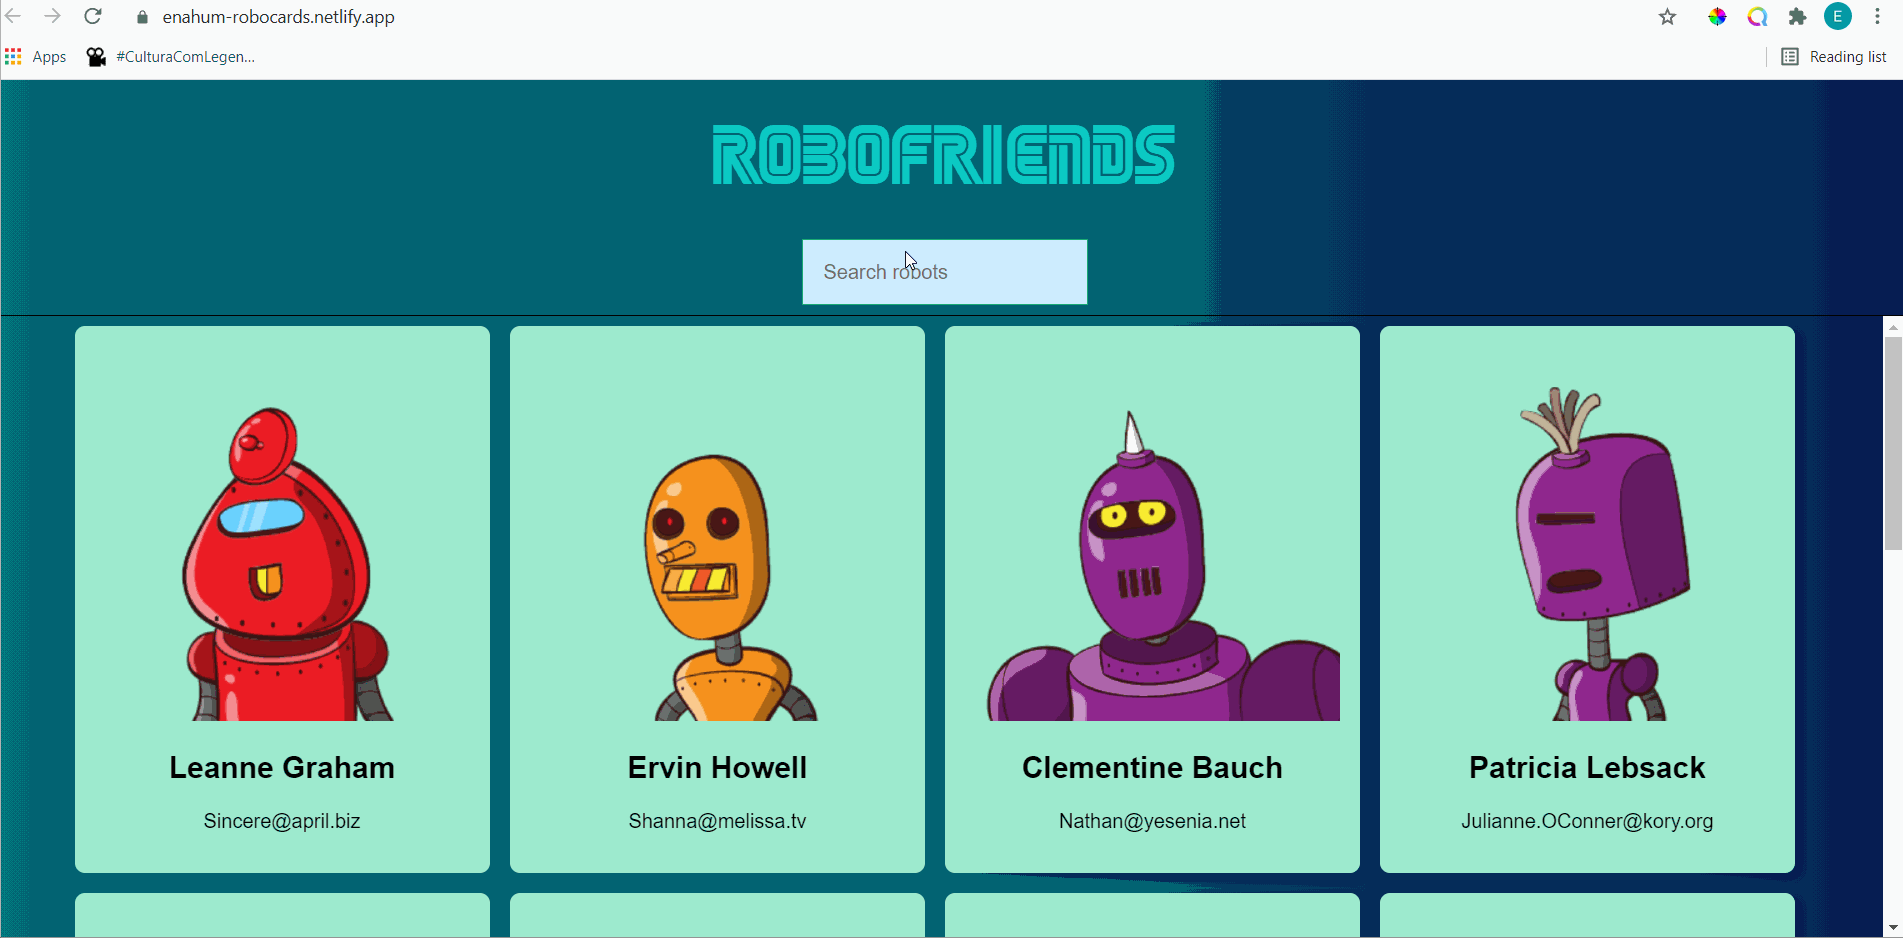 enahum-robocards.netlify.app
E
Apps
#CulturaComLegen...
Reading list
ROBOFRIENDS
Search robots
Leanne Graham
Sincere@april.biz
Ervin Howell
Shanna@melissa.tv
Clementine Bauch
Nathan@yesenia.net
Patricia Lebsack
Julianne.OConner@kory.org